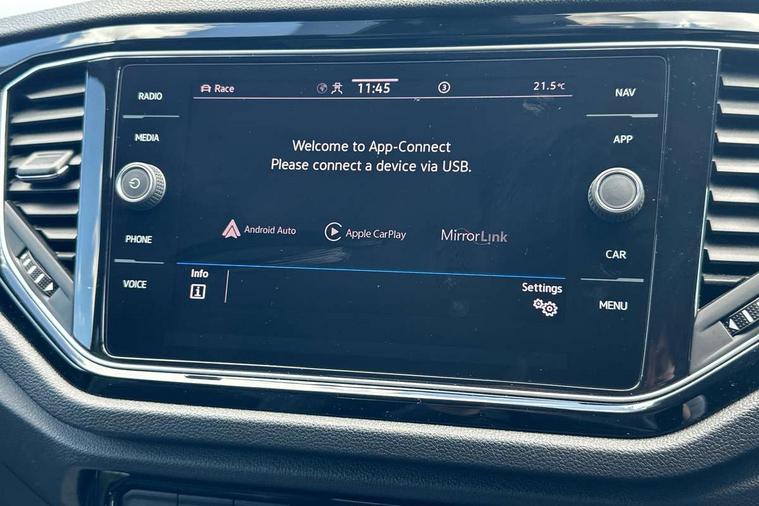 RADIO
MEDIA
PHONE
VOICE
Race
11:45
3
21.5°C
Welcome to App-Connect
Please connect a device via USB.
Android Auto
Apple CarPlay
MirrorLink
Info
i
Settings
NAV
APP
CAR
MENU